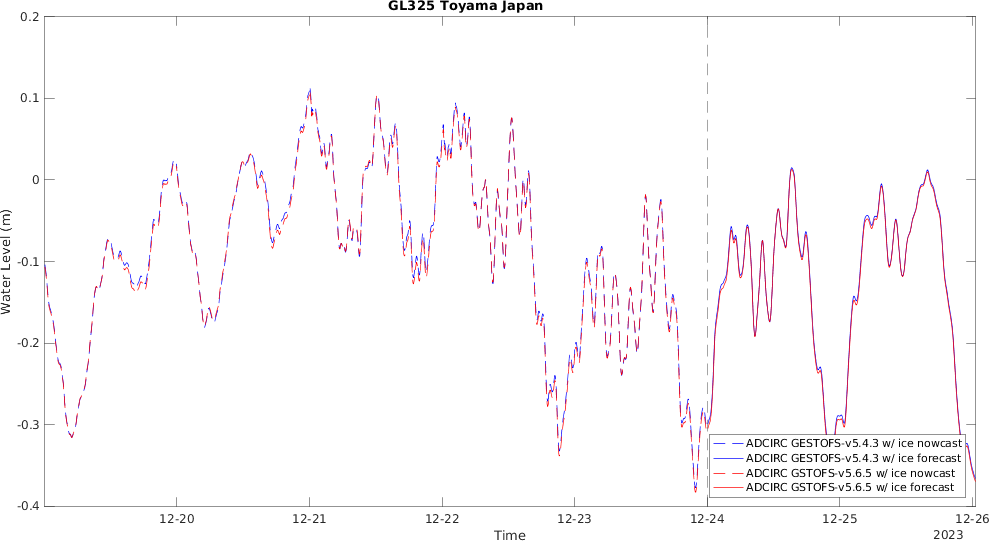 GL325 Toyama Japan
0.2
0.1
0
-0.1
-0.2
-0.3
-0.4
Water Level (m)
ADCIRC GESTOFS-v5.4.3 w/ ice nowcast
ADCIRC GESTOFS-v5.4.3 w/ ice forecast
ADCIRC GSTOFS-v5.6.5 w/ ice nowcast
ADCIRC GSTOFS-v5.6.5 w/ ice forecast
12-20 12-21 12-22 12-23 12-24 12-25 12-26
Time
2023